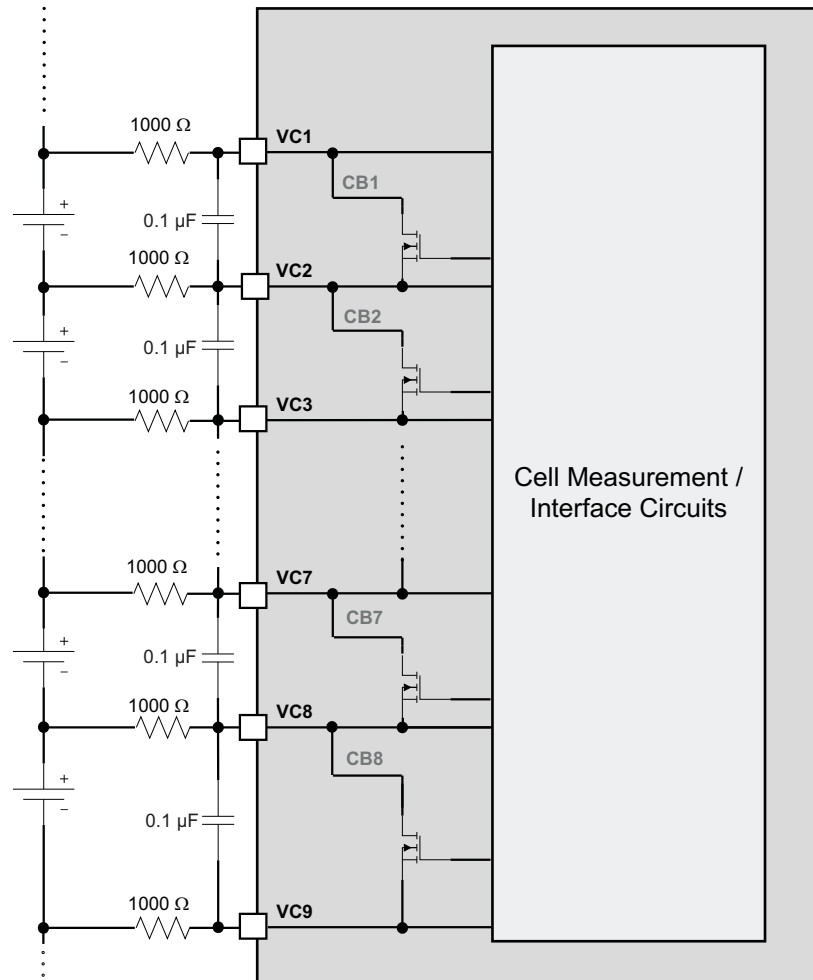 1000 Ω
VC1
CB1
+
0.1 µF
−
1000 Ω
VC2
CB2
+
0.1 µF
−
1000 Ω
VC3
Cell Measurement /
Interface Circuits
1000 Ω
VC7
CB7
+
0.1 µF
−
1000 Ω
VC8
CB8
+
−
0.1 µF
1000 Ω
VC9